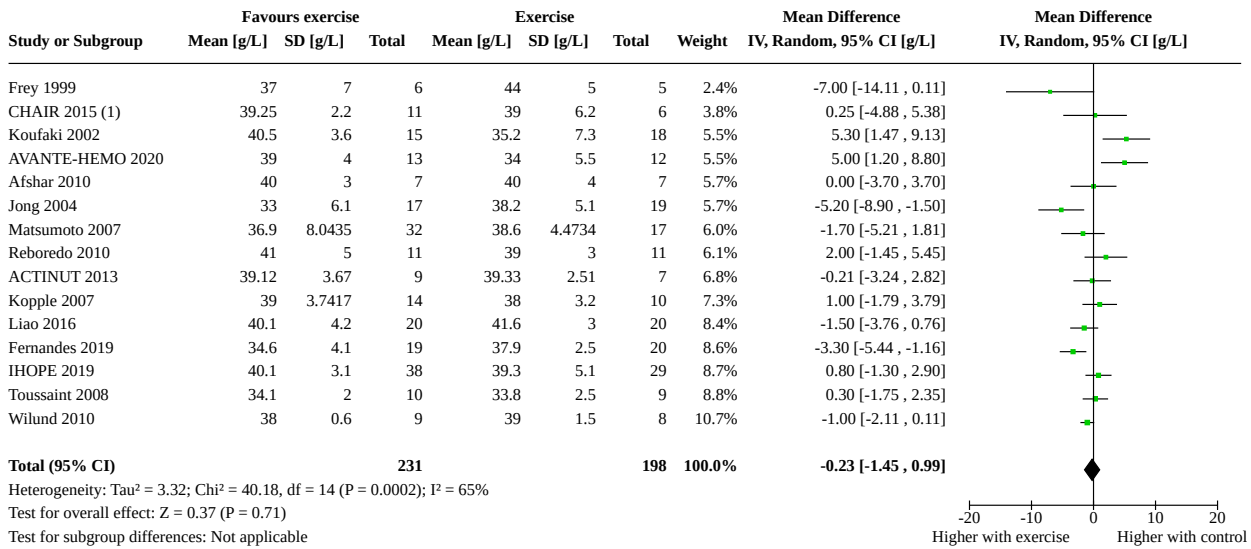 Favours exercise Exercise Mean Difference Mean Difference
Study or Subgroup Mean [g/L] SD [g/L] Total Mean [g/L] SD [g/L] Total Weight IV, Random, 95% CI [g/L] IV, Random, 95% CI [g/L]
Frey 1999 37 7 6 44 5 5 2.4% -7.00 [-14.11 , 0.11]
CHAIR 2015 (1) 39.25 2.2 11 39 6.2 6 3.8% 0.25 [-4.88 , 5.38]
Koufaki 2002 40.5 3.6 15 35.2 7.3 18 5.5% 5.30 [1.47 , 9.13]
AVANTE-HEMO 2020 39 4 13 34 5.5 12 5.5% 5.00 [1.20 , 8.80]
Afshar 2010 40 3 7 40 4 7 5.7% 0.00 [-3.70 , 3.70]
Jong 2004 33 6.1 17 38.2 5.1 19 5.7% -5.20 [-8.90 , -1.50]
Matsumoto 2007 36.9 8.0435 32 38.6 4.4734 17 6.0% -1.70 [-5.21 , 1.81]
Reboredo 2010 41 5 11 39 3 11 6.1% 2.00 [-1.45 , 5.45]
ACTINUT 2013 39.12 3.67 9 39.33 2.51 7 6.8% -0.21 [-3.24 , 2.82]
Kopple 2007 39 3.7417 14 38 3.2 10 7.3% 1.00 [-1.79 , 3.79]
Liao 2016 40.1 4.2 20 41.6 3 20 8.4% -1.50 [-3.76 , 0.76]
Fernandes 2019 34.6 4.1 19 37.9 2.5 20 8.6% -3.30 [-5.44 , -1.16]
IHOPE 2019 40.1 3.1 38 39.3 5.1 29 8.7% 0.80 [-1.30 , 2.90]
Toussaint 2008 34.1 2 10 33.8 2.5 9 8.9% 0.30 [-1.75 , 2.35]
Wilund 2010 38 0.6 9 39 1.5 8 10.7% -1.00 [-2.11 , 0.11]
Total (95% CI) 231 198 100.0% -0.23 [-1.45 , 0.99]
Heterogeneity: Tau² = 3.32; Chi² = 40.18, df = 14 (P = 0.0002); I² = 65%
Test for overall effect: Z = 0.37 (P = 0.71)
Test for subgroup differences: Not applicable
-20 -10 0 10 20
Higher with exercise Higher with control